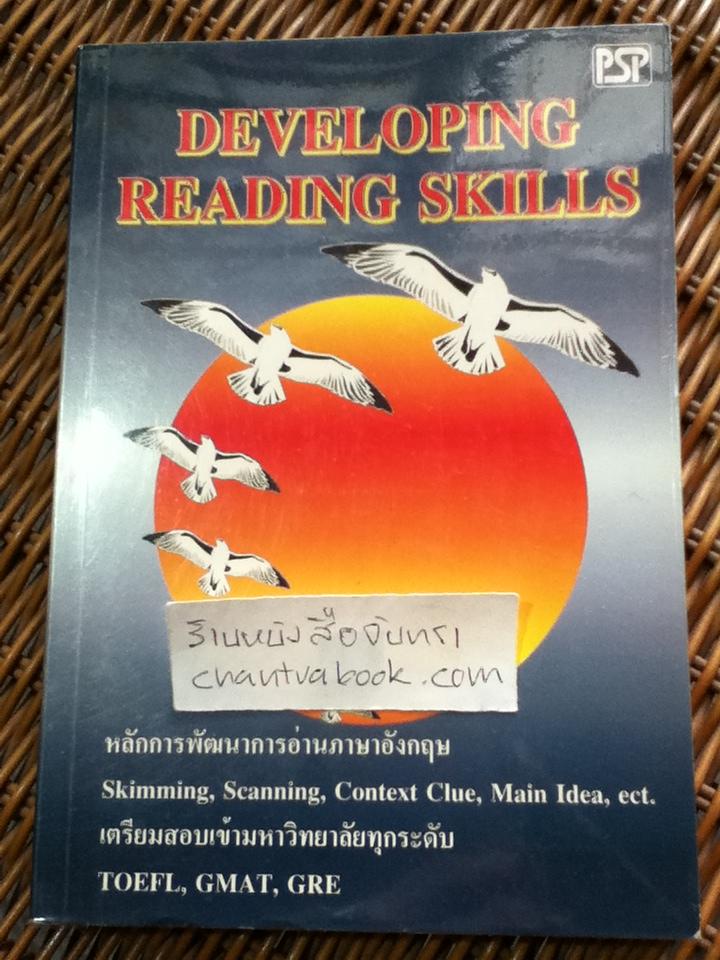 PSP
DEVELOPING
READING SKILLS
ร้านหนังสือจันทรา
chantrabook.com
หลักการพัฒนาการอ่านภาษาอังกฤษ
Skimming, Scanning, Context Clue, Main Idea, ect.
เตรียมสอบเข้ามหาวิทยาลัยทุกระดับ
TOEFL, GMAT, GRE